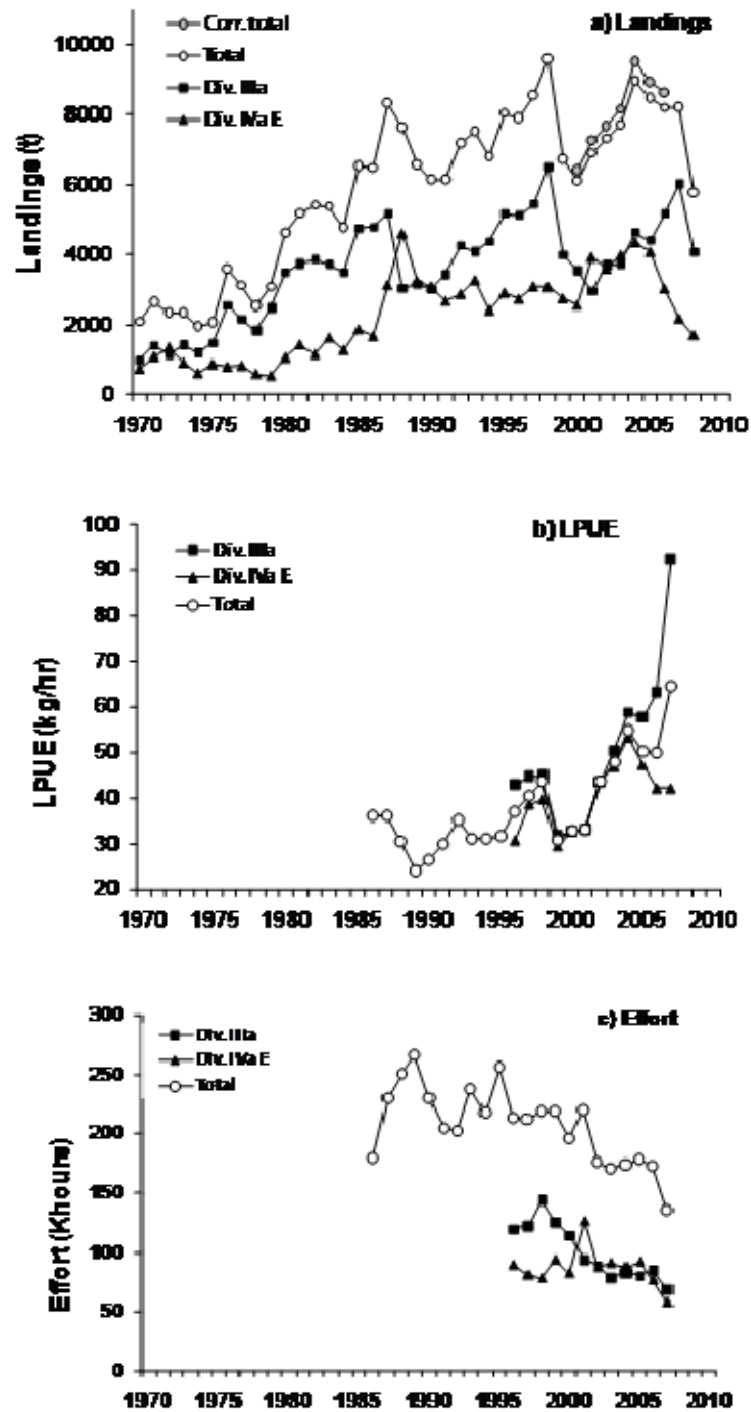 Corr. total
Total
Div. IIIa
Div. IVa E
a) Landings
Landings (t)
10000
8000
6000
4000
2000
0
1970 1975 1980 1985 1990 1995 2000 2005 2010
b) LPUE
Div. IIIa
Div. IVa E
Total
LPUE (kg/hr)
100
90
80
70
60
50
40
30
20
1970 1975 1980 1985 1990 1995 2000 2005 2010
c) Effort
Div. IIIa
Div. IVa E
Total
Effort (Khours)
300
250
200
150
100
50
0
1970 1975 1980 1985 1990 1995 2000 2005 2010